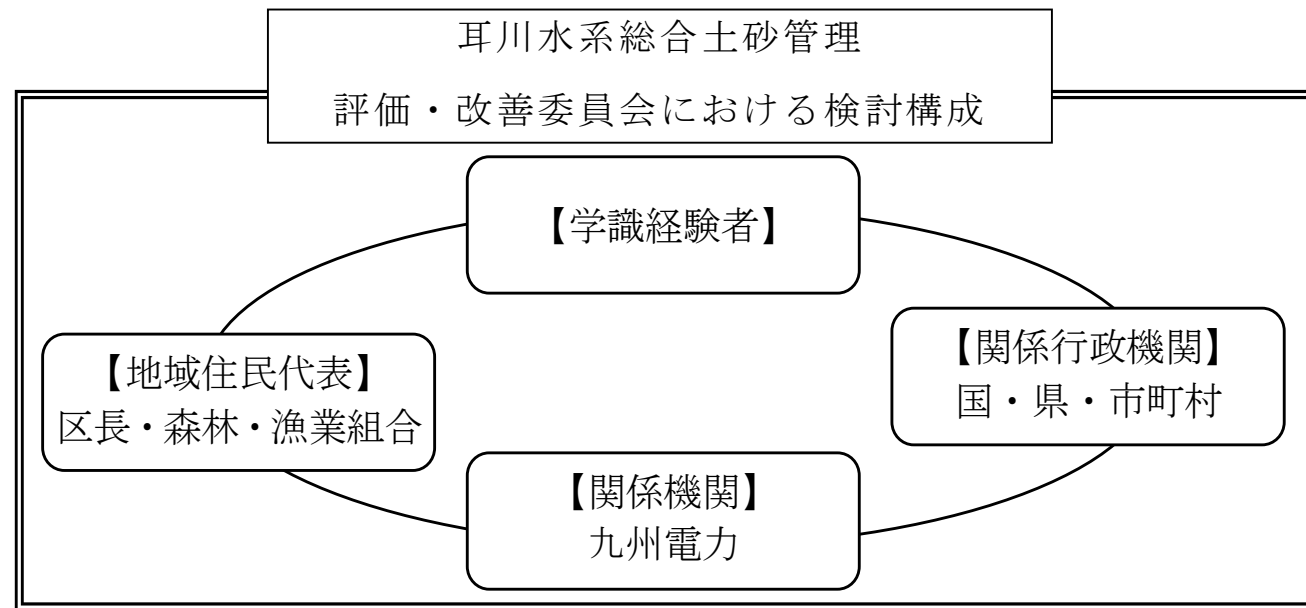 耳川水系総合土砂管理
評価・改善委員会における検討構成
【学識経験者】
【地域住民代表】
区長・森林・漁業組合
【関係行政機関】
国・県・市町村
【関係機関】
九州電力